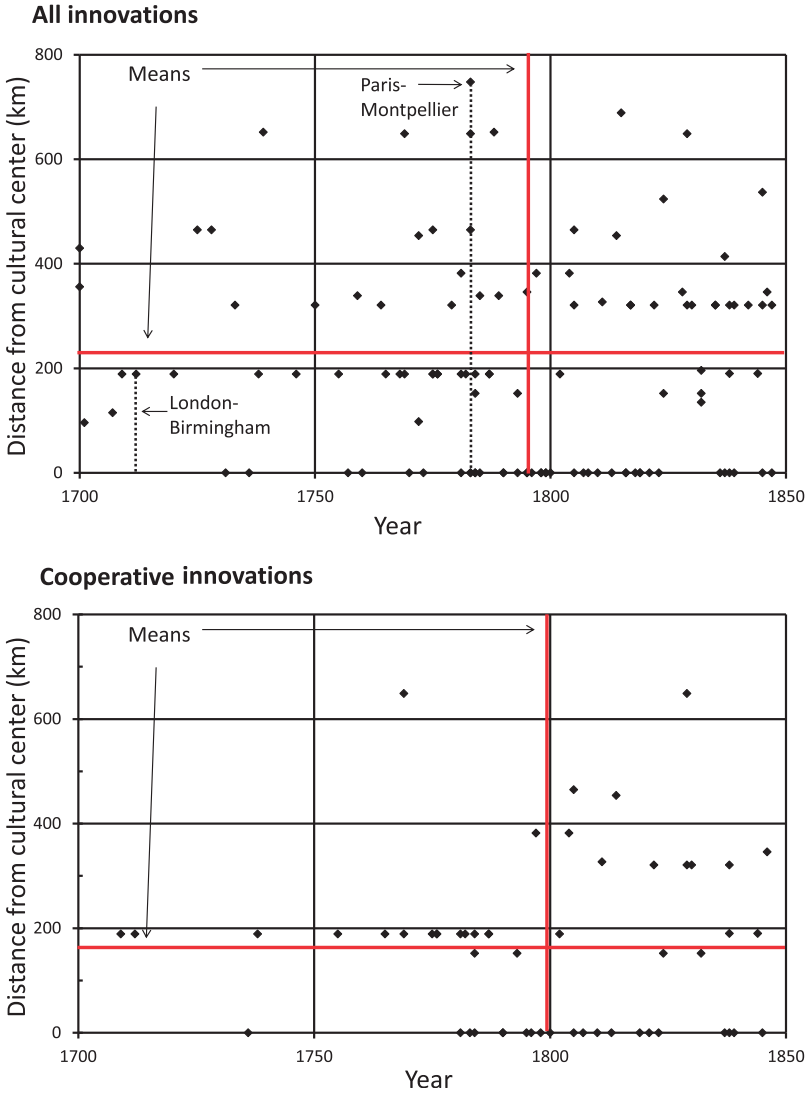 All innovations
800
Means
Paris-
Montpellier
600
Distance from cultural center (km)
400
200
London-
Birmingham
0
1700
1750
1800
1850
Year
Cooperative innovations
800
Means
600
Distance from cultural center (km)
400
200
0
1700
1750
1800
1850
Year